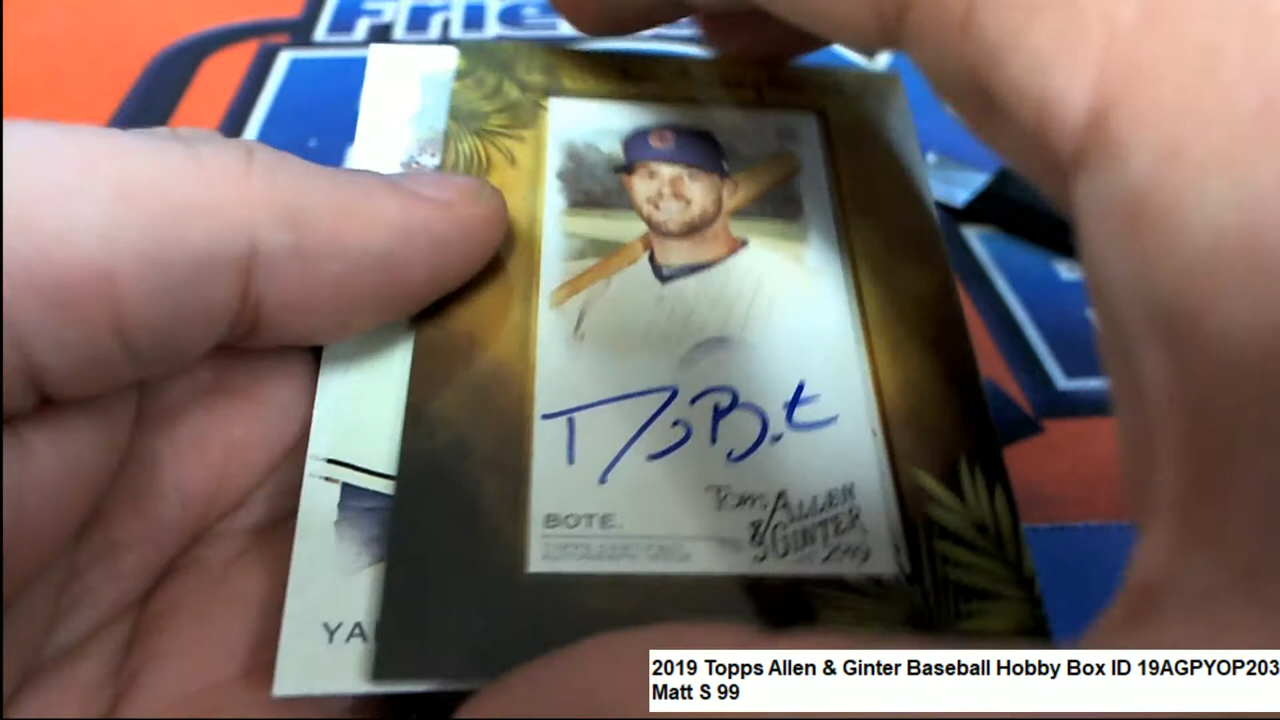 BOTE.
Topps ALLEN
& GINTER
2019
YA
2019 Topps Allen & Ginter Baseball Hobby Box ID 19AGPYOP203
Matt S 99